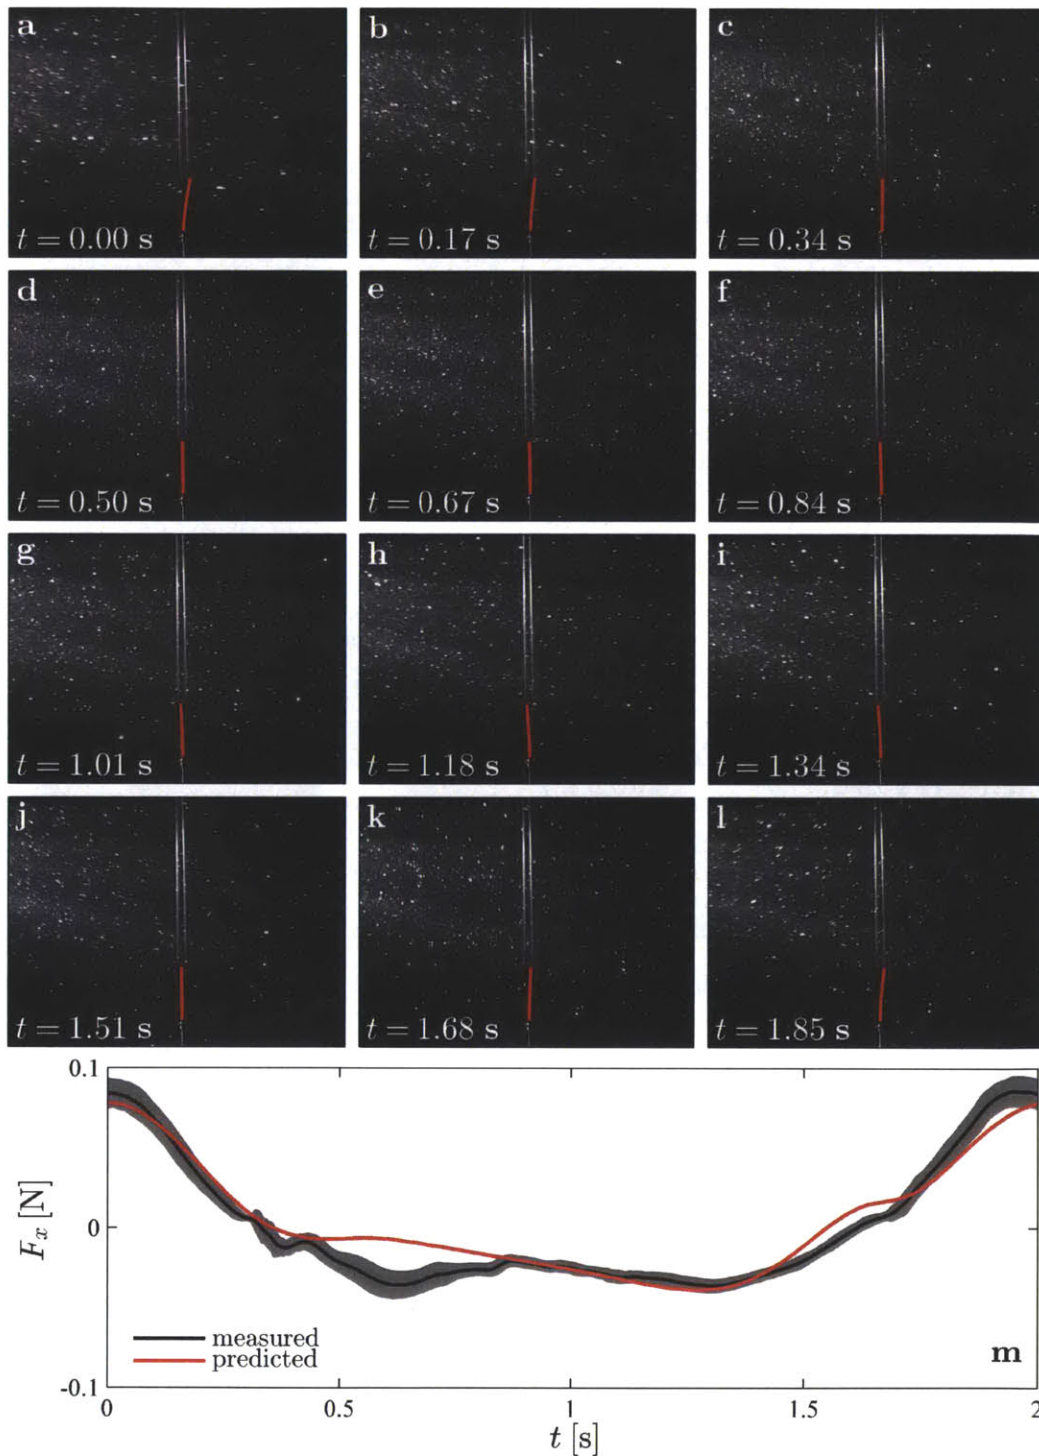 a
b
c
t = 0.00 s
t = 0.17 s
t = 0.34 s
d
e
f
t = 0.50 s
t = 0.67 s
t = 0.84 s
g
h
i
t = 1.01 s
t = 1.18 s
t = 1.34 s
j
k
l
t = 1.51 s
t = 1.68 s
t = 1.85 s
0.1
F_x [N]
0
measured
predicted
m
-0.1
0
0.5
1
1.5
2
t [s]